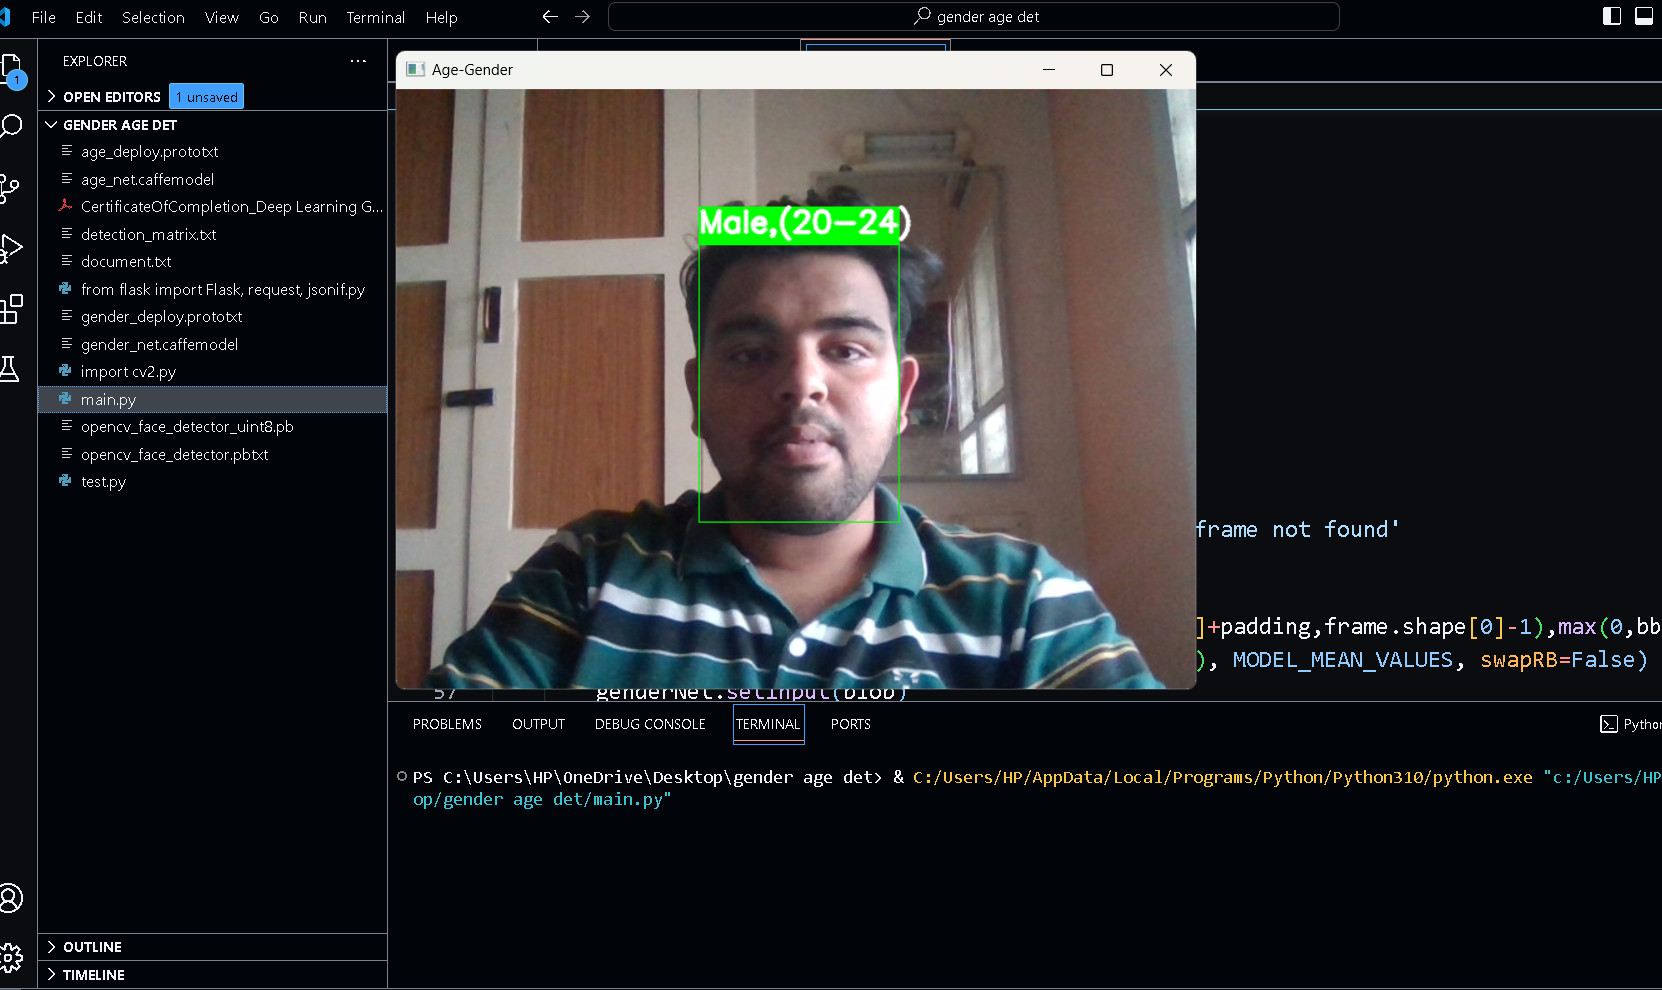 File Edit Selection View Go Run Terminal Help
gender age det
EXPLORER
1
OPEN EDITORS 1 unsaved
GENDER AGE DET
age_deploy.prototxt
age_net.caffemodel
CertificateOfCompletion_Deep Learning G...
detection_matrix.txt
document.txt
from flask import Flask, request, jsonif.py
gender_deploy.prototxt
gender_net.caffemodel
import cv2.py
main.py
opencv_face_detector_uint8.pb
opencv_face_detector.pbtxt
test.py
OUTLINE
TIMELINE
Age-Gender
Male,(20-24)
frame not found'
]+padding,frame.shape[0]-1),max(0,bb
), MODEL_MEAN_VALUES, swapRB=False)
57 genderNet.setInput(blob)
PROBLEMS OUTPUT DEBUG CONSOLE TERMINAL PORTS
Python
PS C:\Users\HP\OneDrive\Desktop\gender age det> & C:/Users/HP/AppData/Local/Programs/Python/Python310/python.exe "c:/Users/HP
op/gender age det/main.py"